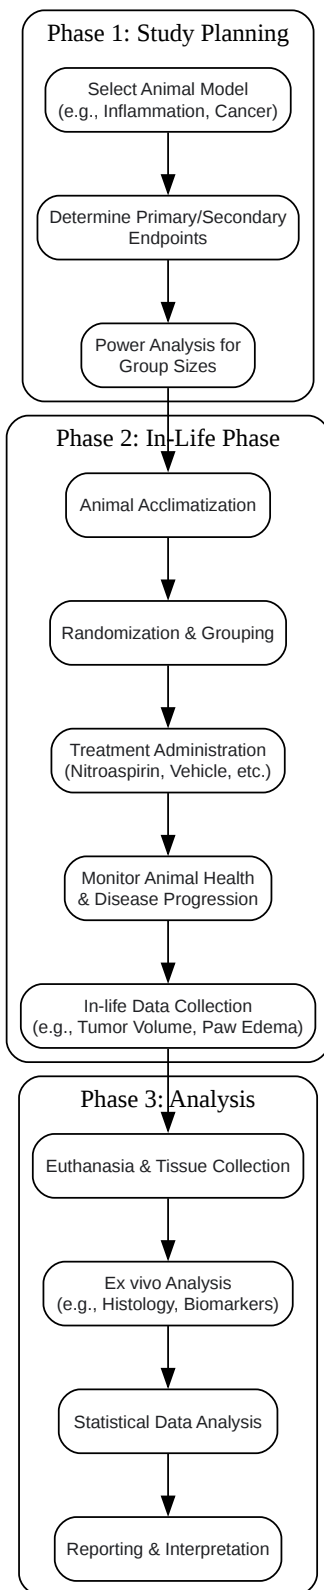 Phase 1: Study Planning
Select Animal Model
(e.g., Inflammation, Cancer)
Determine Primary/Secondary
Endpoints
Power Analysis for
Group Sizes
Phase 2: In-Life Phase
Animal Acclimatization
Randomization & Grouping
Treatment Administration
(Nitroaspirin, Vehicle, etc.)
Monitor Animal Health
& Disease Progression
In-life Data Collection
(e.g., Tumor Volume, Paw Edema)
Phase 3: Analysis
Euthanasia & Tissue Collection
Ex vivo Analysis
(e.g., Histology, Biomarkers)
Statistical Data Analysis
Reporting & Interpretation